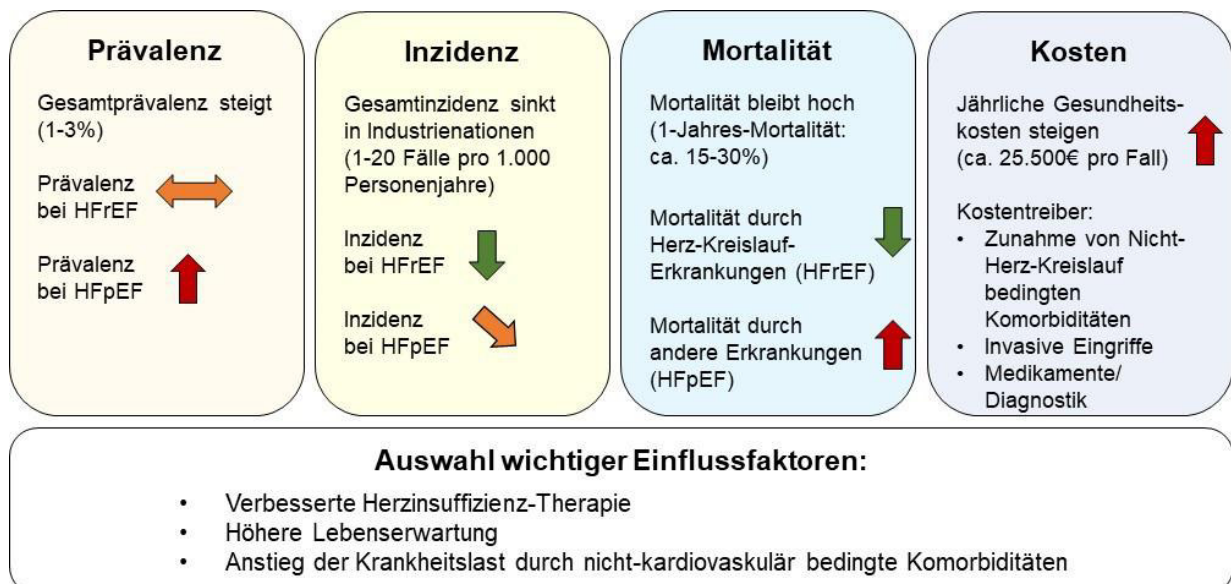 Prävalenz
Gesamtprävalenz steigt
(1-3%)
Prävalenz
bei HFrEF
Prävalenz
bei HFpEF
Inzidenz
Gesamtinzidenz sinkt
in Industrienationen
(1-20 Fälle pro 1.000
Personenjahre)
Inzidenz
bei HFrEF
Inzidenz
bei HFpEF
Mortalität
Mortalität bleibt hoch
(1-Jahres-Mortalität:
ca. 15-30%)
Mortalität durch
Herz-Kreislauf-
Erkrankungen (HFrEF)
Mortalität durch
andere Erkrankungen
(HFpEF)
Kosten
Jährliche Gesundheits-
kosten steigen
(ca. 25.500€ pro Fall)
Kostentreiber:
• Zunahme von Nicht-
Herz-Kreislauf
bedingten
Komorbiditäten
• Invasive Eingriffe
• Medikamente/
Diagnostik
Auswahl wichtiger Einflussfaktoren:
• Verbesserte Herzinsuffizienz-Therapie
• Höhere Lebenserwartung
• Anstieg der Krankheitslast durch nicht-kardiovaskulär bedingte Komorbiditäten